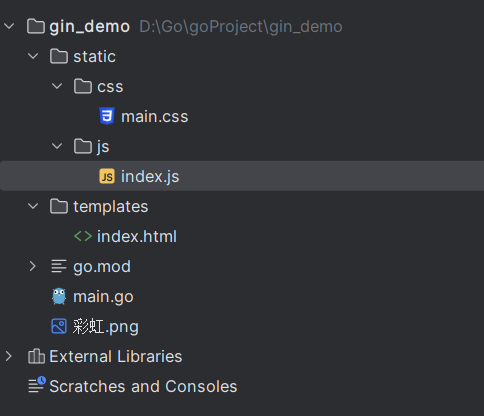 gin_demo D:\Go\goProject\gin_demo
static
css
main.css
js
JS index.js
templates
<> index.html
go.mod
main.go
彩虹.png
External Libraries
Scratches and Consoles